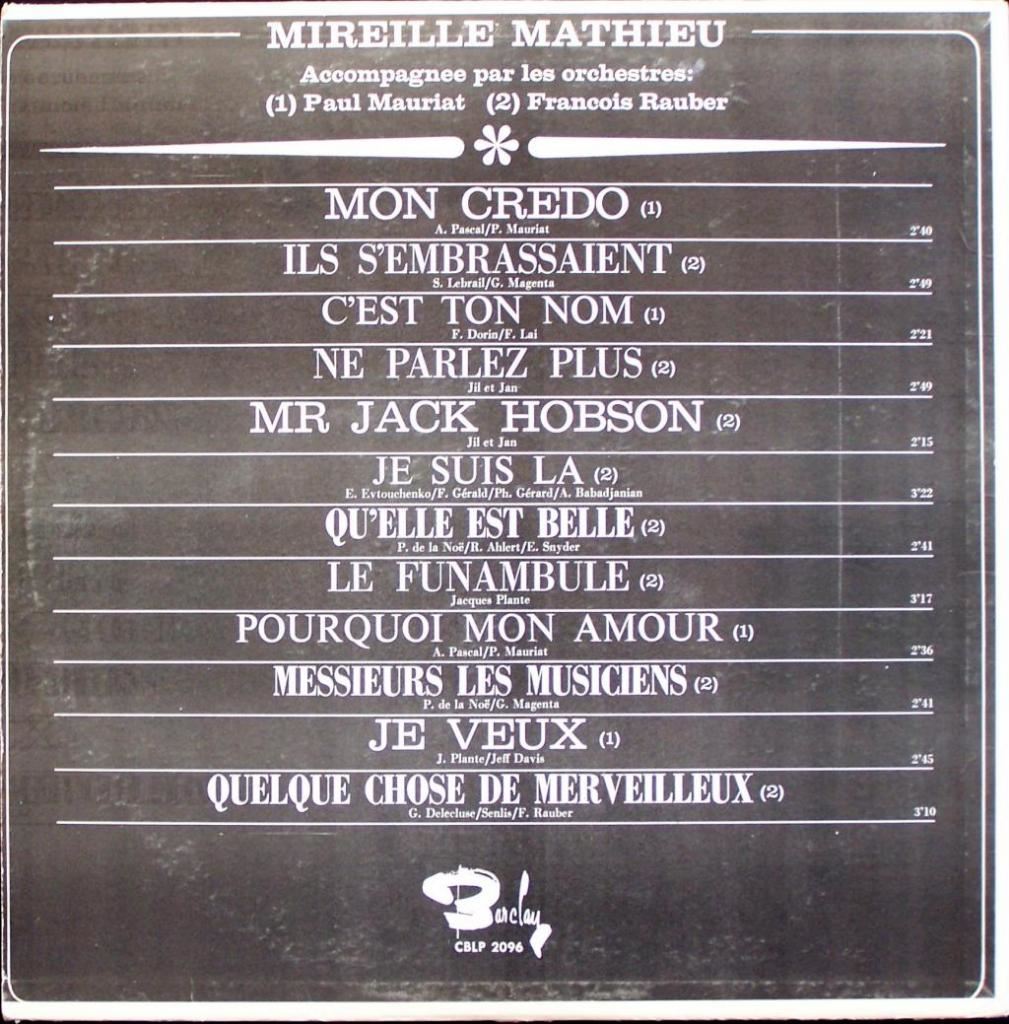 MIREILLE MATHIEU
Accompagnee par les orchestres:
(1) Paul Mauriat (2) Francois Rauber
MON CREDO (1)
A. Pascal/P. Mauriat 2'40
ILS S'EMBRASSAIENT (2)
S. Lebrail/G. Magenta 2'49
C'EST TON NOM (1)
F. Dorin/F. Lai 2'21
NE PARLEZ PLUS (2)
Jil et Jan 2'49
MR JACK HOBSON (2)
Jil et Jan 2'15
JE SUIS LA (2)
E. Evtouchenko/F. Gérald/Ph. Gérard/A. Babadjanian 3'22
QU'ELLE EST BELLE (2)
P. de la Noë/R. Ahlert/E. Snyder 2'41
LE FUNAMBULE (2)
Jacques Plante 3'17
POURQUOI MON AMOUR (1)
A. Pascal/P. Mauriat 2'36
MESSIEURS LES MUSICIENS (2)
P. de la Noë/G. Magenta 2'41
JE VEUX (1)
J. Plante/Jeff Davis 2'45
QUELQUE CHOSE DE MERVEILLEUX (2)
G. Delecluse/Senlis/F. Rauber 3'10
Barclay
CBLP 2096